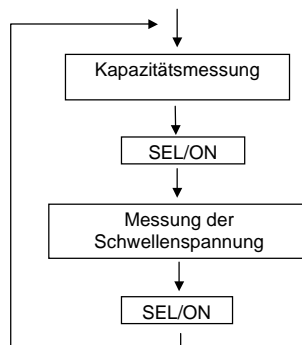 Kapazitätsmessung
SEL/ON
Messung der
Schwellenspannung
SEL/ON